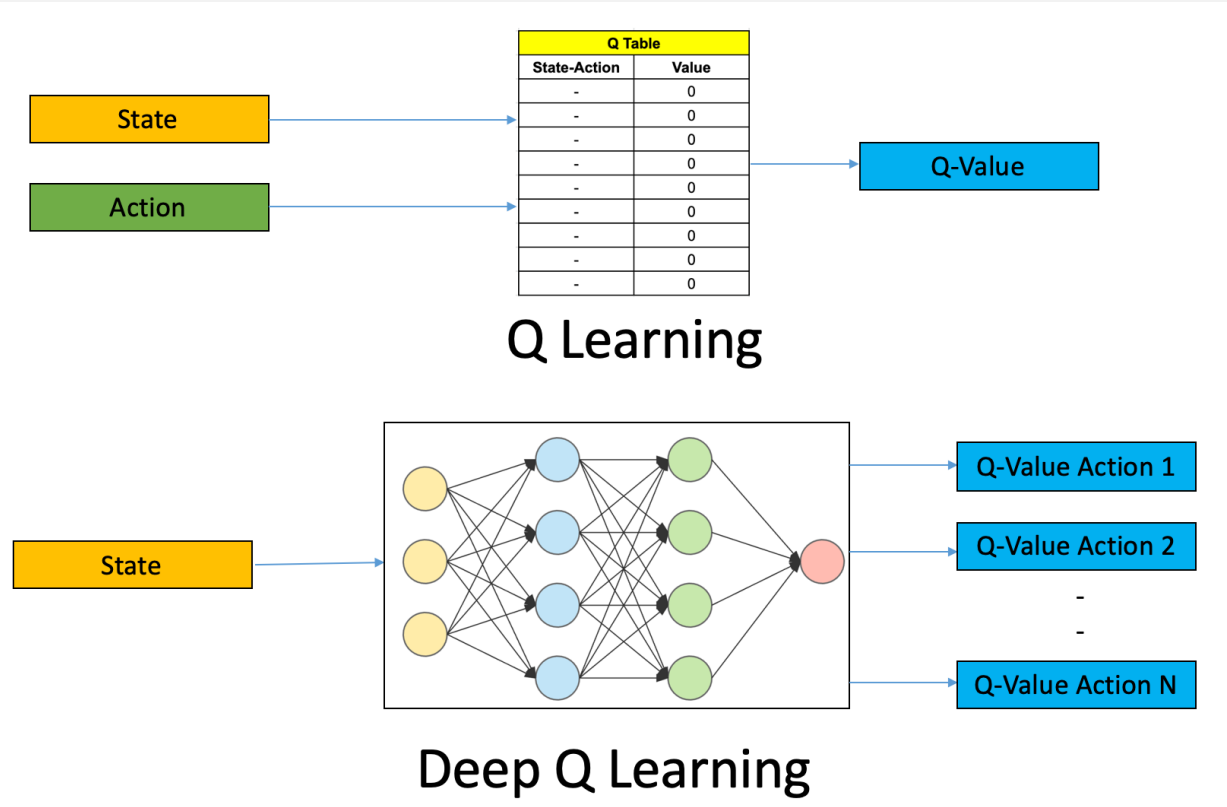 Q Table
State-Action Value
- 0
- 0
- 0
- 0
- 0
- 0
- 0
- 0
- 0
State
Action
Q-Value
Q Learning
State
Q-Value Action 1
Q-Value Action 2
-
-
Q-Value Action N
Deep Q Learning